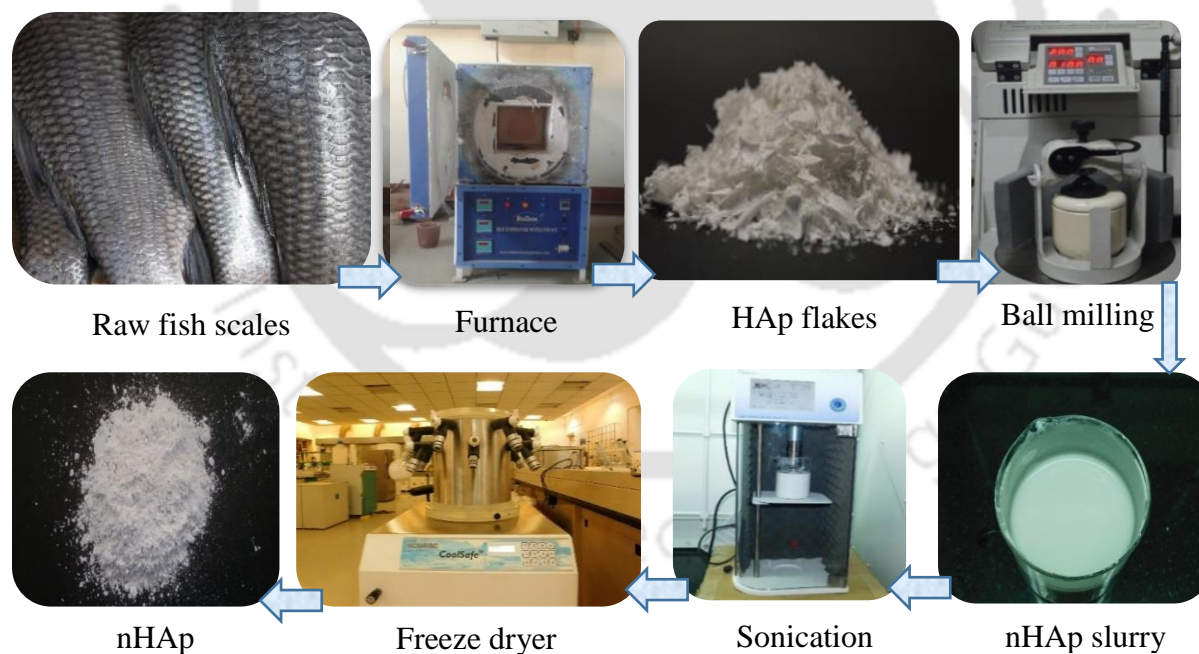 Raw fish scales
Furnace
HAp flakes
Ball milling
nHAp
Freeze dryer
CoolSafe
Sonication
nHAp slurry